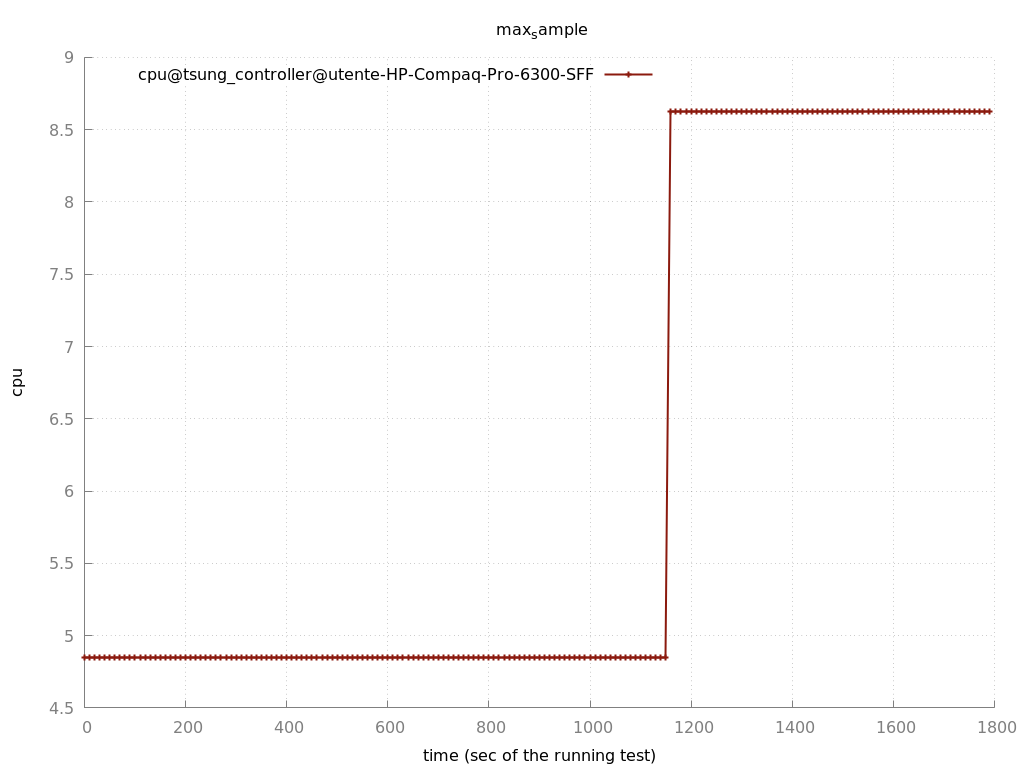 max_sample
cpu@tsung_controller@utente-HP-Compaq-Pro-6300-SFF
9
8.5
8
7.5
7
6.5
6
5.5
5
4.5
cpu
0 200 400 600 800 1000 1200 1400 1600 1800
time (sec of the running test)